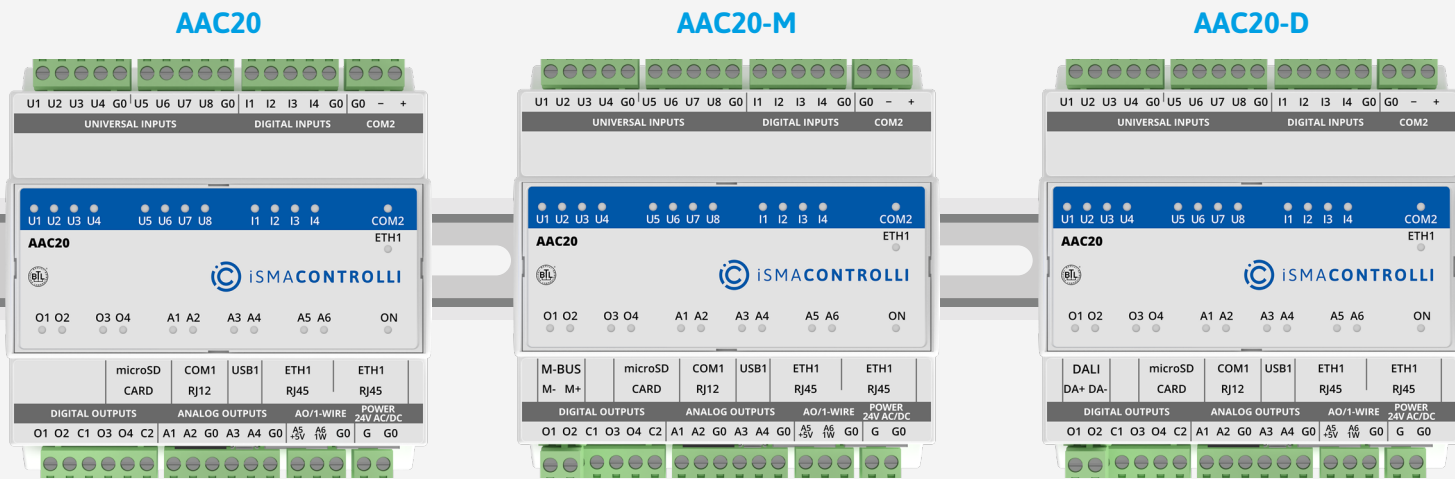 AAC20
U1 U2 U3 U4 G0 U5 U6 U7 U8 G0 I1 I2 I3 I4 G0 G0 − +
UNIVERSAL INPUTS DIGITAL INPUTS COM2
U1 U2 U3 U4 U5 U6 U7 U8 I1 I2 I3 I4 COM2
AAC20 ETH1
BTL iSMACONTROLLI
O1 O2 O3 O4 A1 A2 A3 A4 A5 A6 ON
microSD COM1 USB1 ETH1 ETH1
CARD RJ12 RJ45 RJ45
DIGITAL OUTPUTS ANALOG OUTPUTS AO/1-WIRE POWER 24V AC/DC
O1 O2 C1 O3 O4 C2 A1 A2 G0 A3 A4 G0 A5 +5V A6 1W G0 G G0
AAC20-M
U1 U2 U3 U4 G0 U5 U6 U7 U8 G0 I1 I2 I3 I4 G0 G0 − +
UNIVERSAL INPUTS DIGITAL INPUTS COM2
U1 U2 U3 U4 U5 U6 U7 U8 I1 I2 I3 I4 COM2
AAC20 ETH1
BTL iSMACONTROLLI
O1 O2 O3 O4 A1 A2 A3 A4 A5 A6 ON
M-BUS microSD COM1 USB1 ETH1 ETH1
M- M+ CARD RJ12 RJ45 RJ45
DIGITAL OUTPUTS ANALOG OUTPUTS AO/1-WIRE POWER 24V AC/DC
O1 O2 C1 O3 O4 C2 A1 A2 G0 A3 A4 G0 A5 +5V A6 1W G0 G G0
AAC20-D
U1 U2 U3 U4 G0 U5 U6 U7 U8 G0 I1 I2 I3 I4 G0 G0 − +
UNIVERSAL INPUTS DIGITAL INPUTS COM2
U1 U2 U3 U4 U5 U6 U7 U8 I1 I2 I3 I4 COM2
AAC20 ETH1
BTL iSMACONTROLLI
O1 O2 O3 O4 A1 A2 A3 A4 A5 A6 ON
DALI microSD COM1 USB1 ETH1 ETH1
DA+ DA- CARD RJ12 RJ45 RJ45
DIGITAL OUTPUTS ANALOG OUTPUTS AO/1-WIRE POWER 24V AC/DC
O1 O2 C1 O3 O4 C2 A1 A2 G0 A3 A4 G0 A5 +5V A6 1W G0 G G0